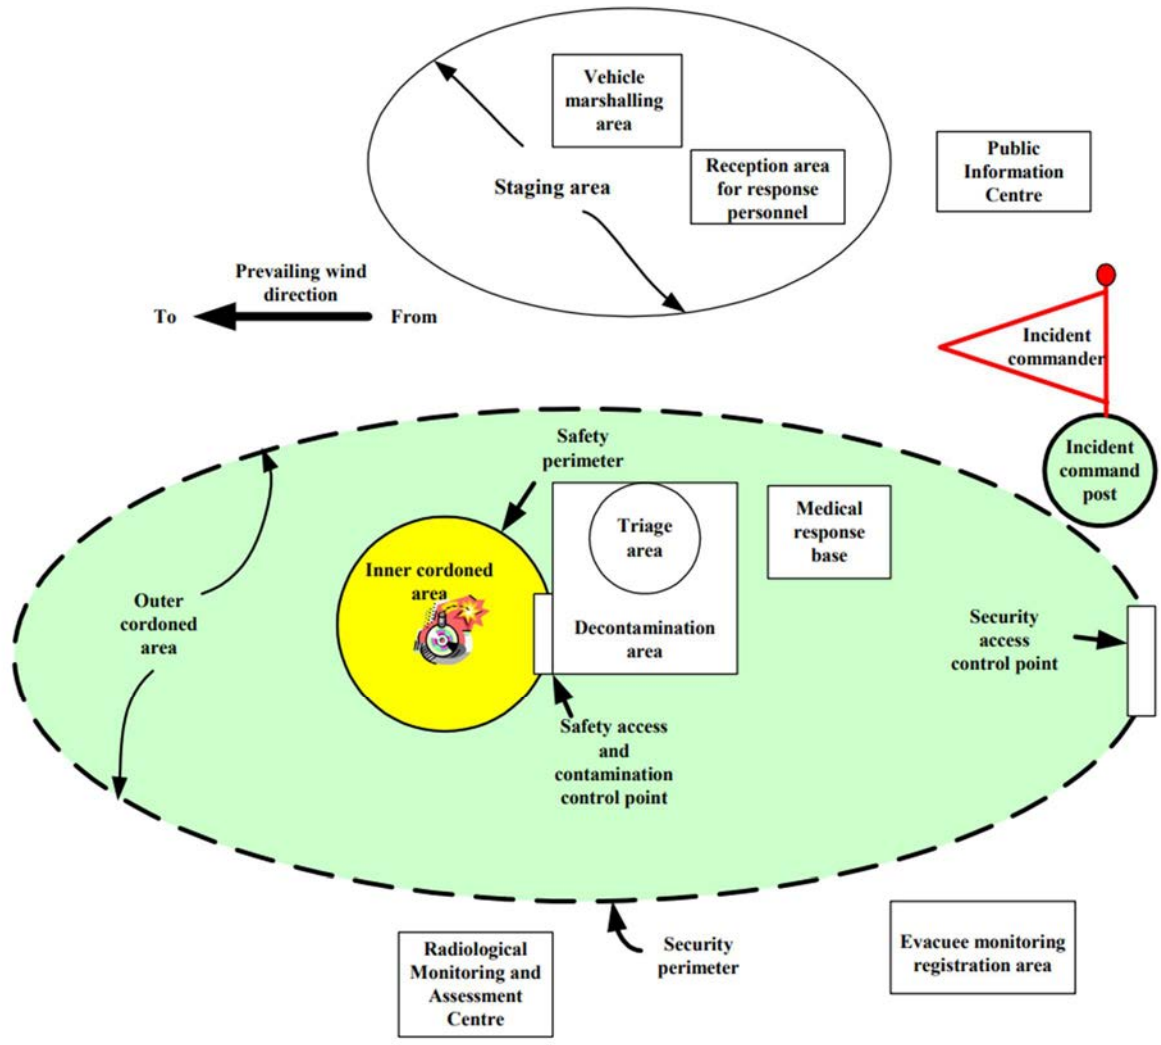 Vehicle
marshalling
area
Reception area
for response
personnel
Staging area
Public
Information
Centre
Prevailing wind
direction
To
From
Incident
commander
Incident
command
post
Safety
perimeter
Triage
area
Medical
response
base
Inner cordoned
area
Outer
cordoned
area
Decontamination
area
Security
access
control point
Safety access
and
contamination
control point
Security
perimeter
Radiological
Monitoring and
Assessment
Centre
Evacuee monitoring
registration area